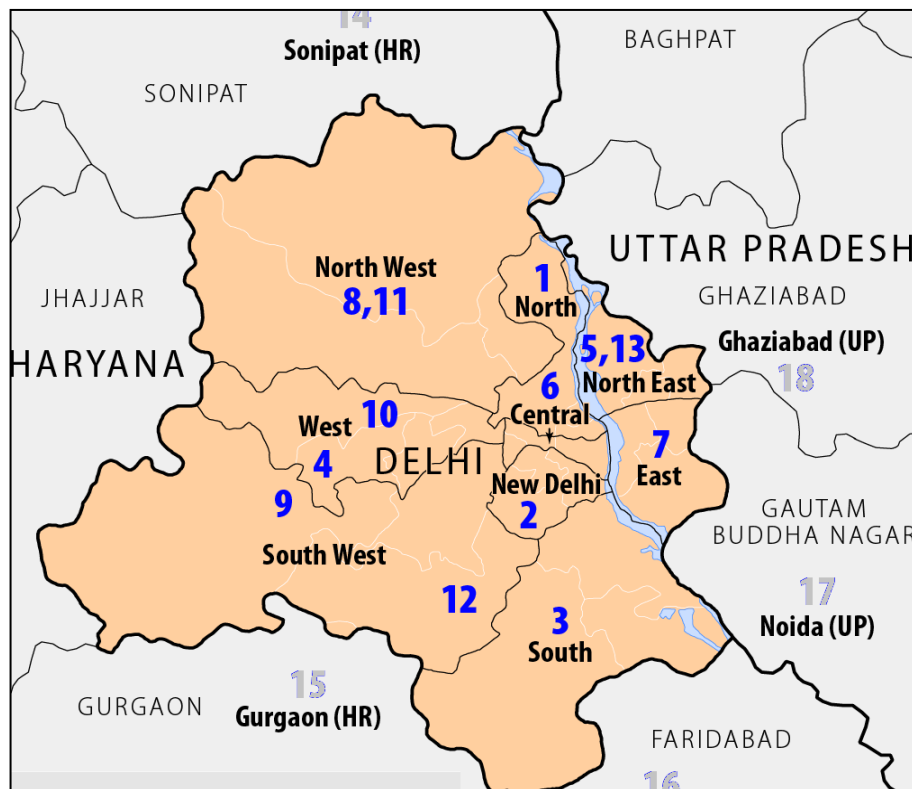 14
Sonipat (HR)
BAGHPAT
SONIPAT
UTTAR PRADESH
North West
8,11
1
North
JHAJJAR
GHAZIABAD
HARYANA
5,13
North East
Ghaziabad (UP)
18
6
Central
10
West
4
DELHI
7
East
9
New Delhi
2
GAUTAM
BUDDHA NAGAR
South West
12
3
South
17
Noida (UP)
15
Gurgaon (HR)
GURGAON
FARIDABAD
16